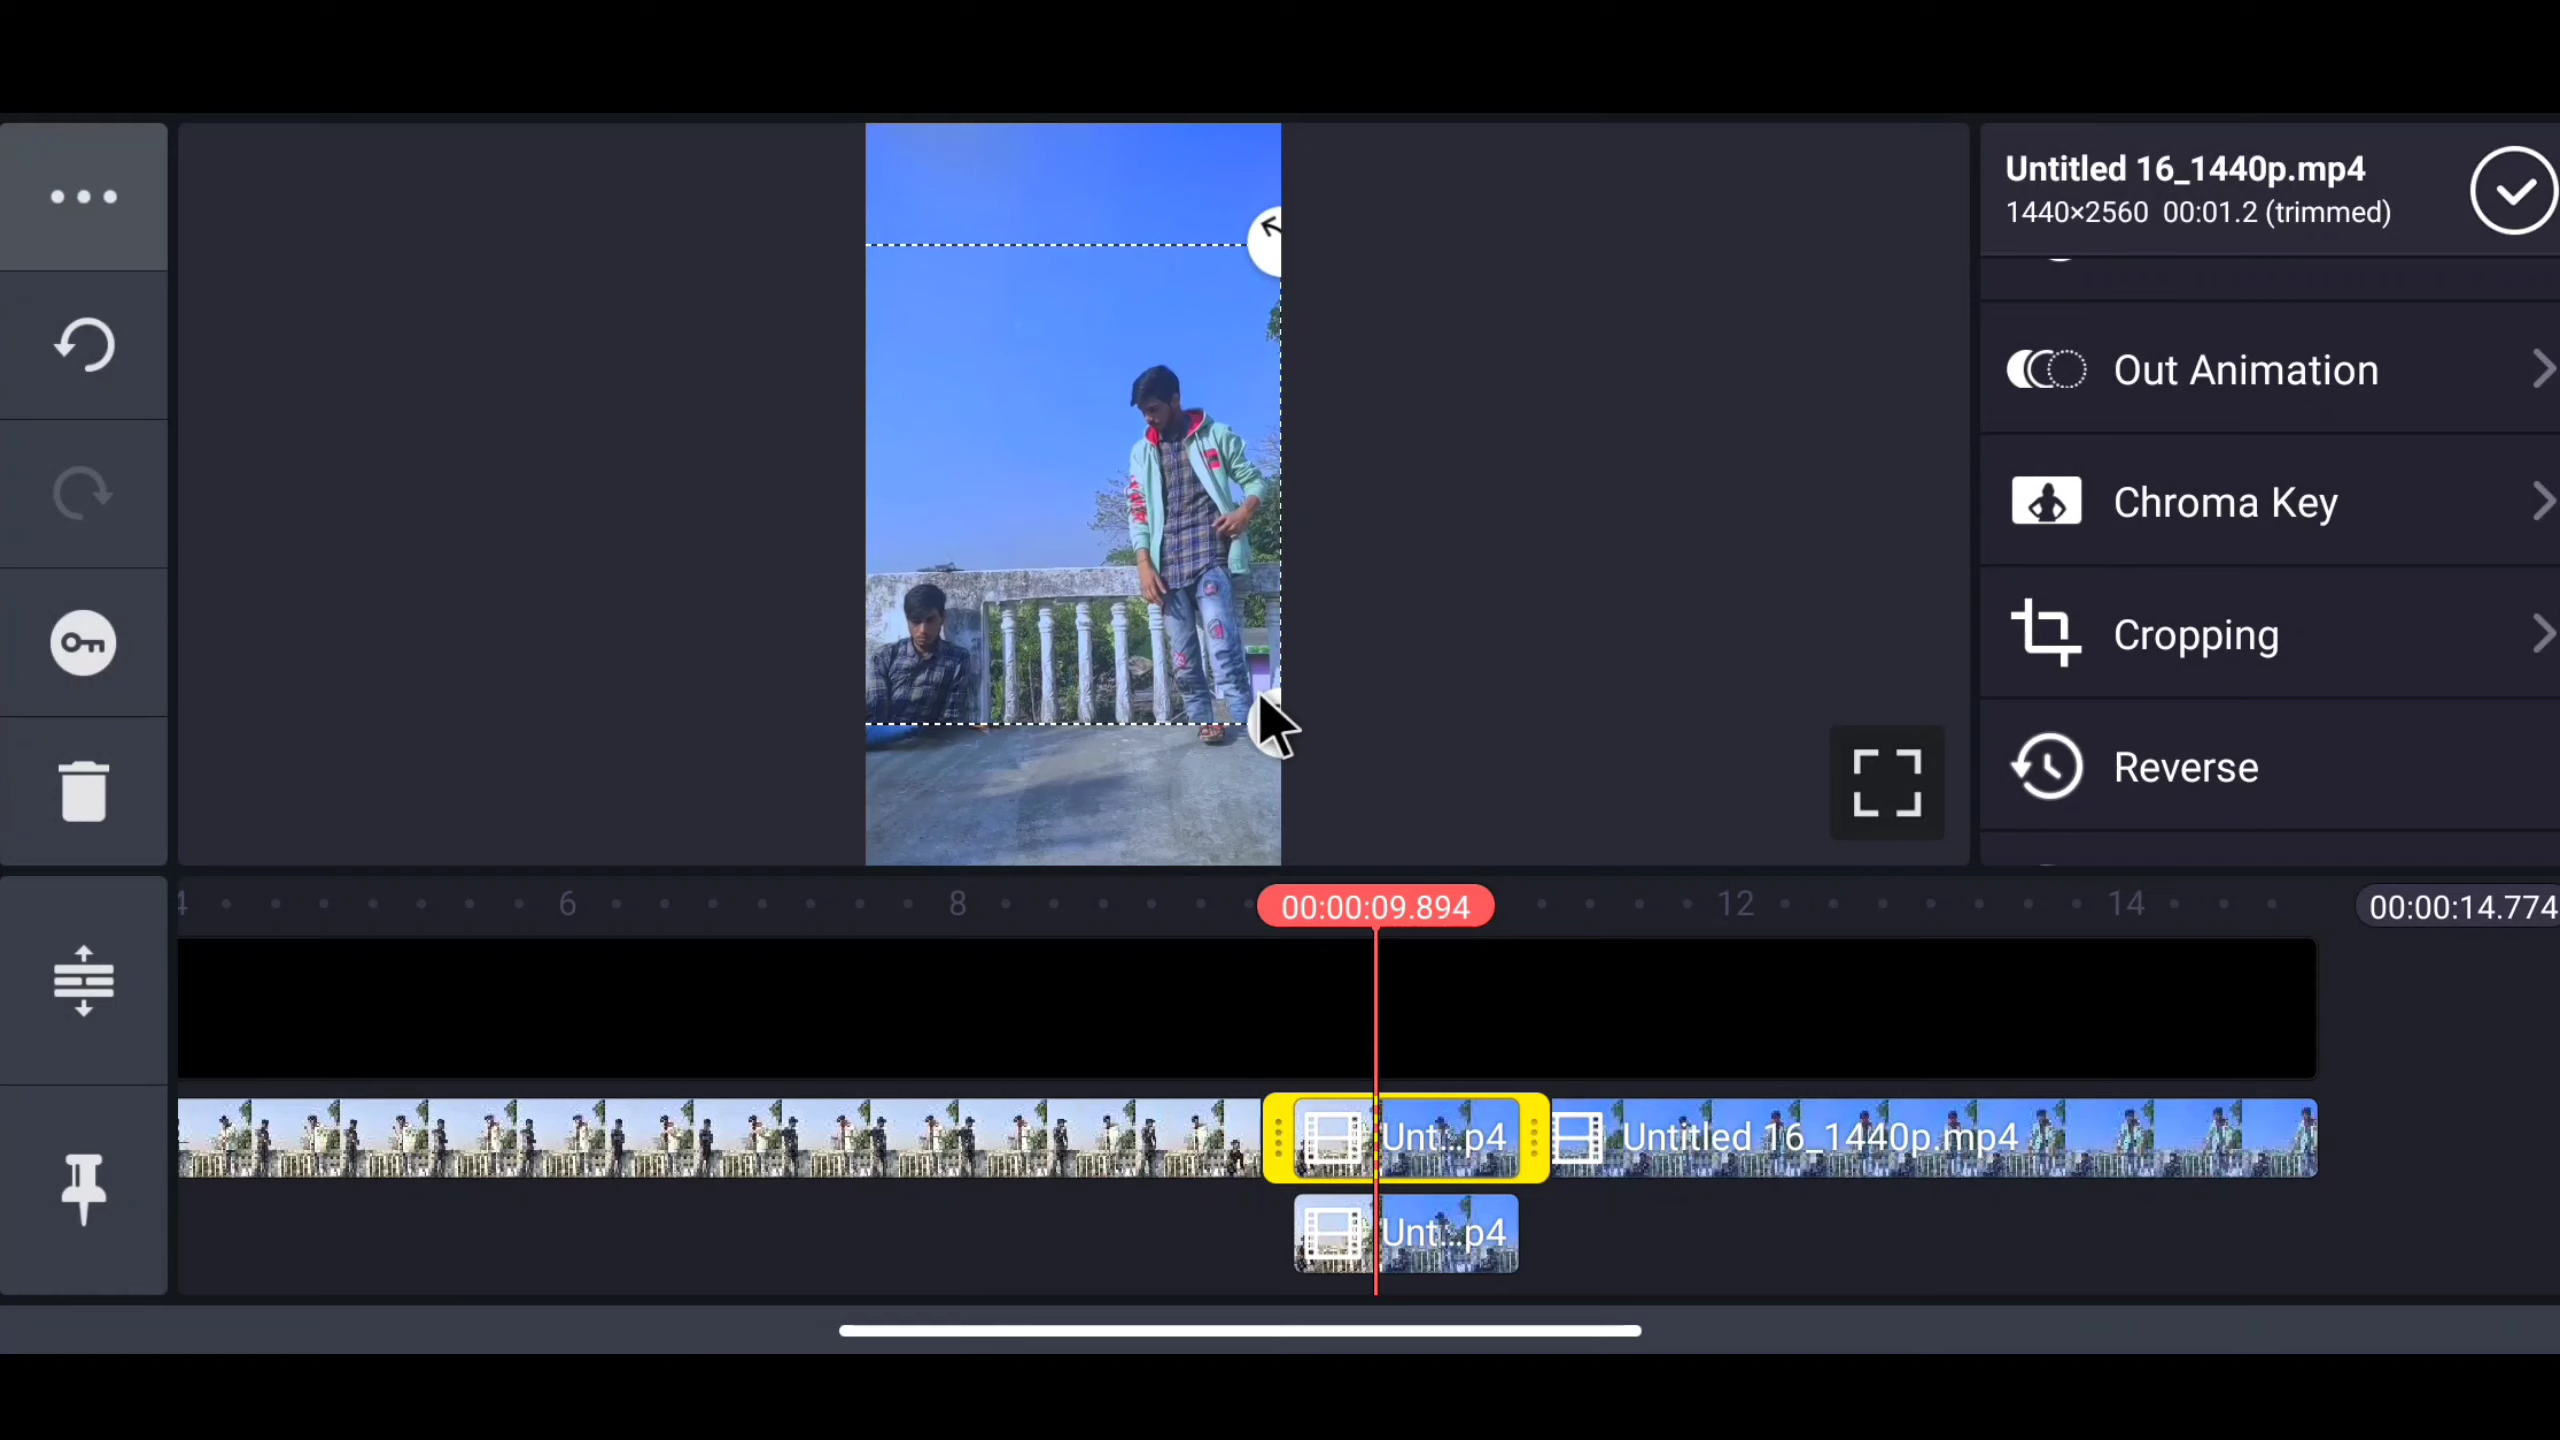 Untitled 16_1440p.mp4
1440×2560 00:01.2 (trimmed)
Out Animation
Chroma Key
Cropping
Reverse
4 6 8 00:00:09.894 12 14 00:00:14.774
Unt...p4 Untitled 16_1440p.mp4
Unt...p4